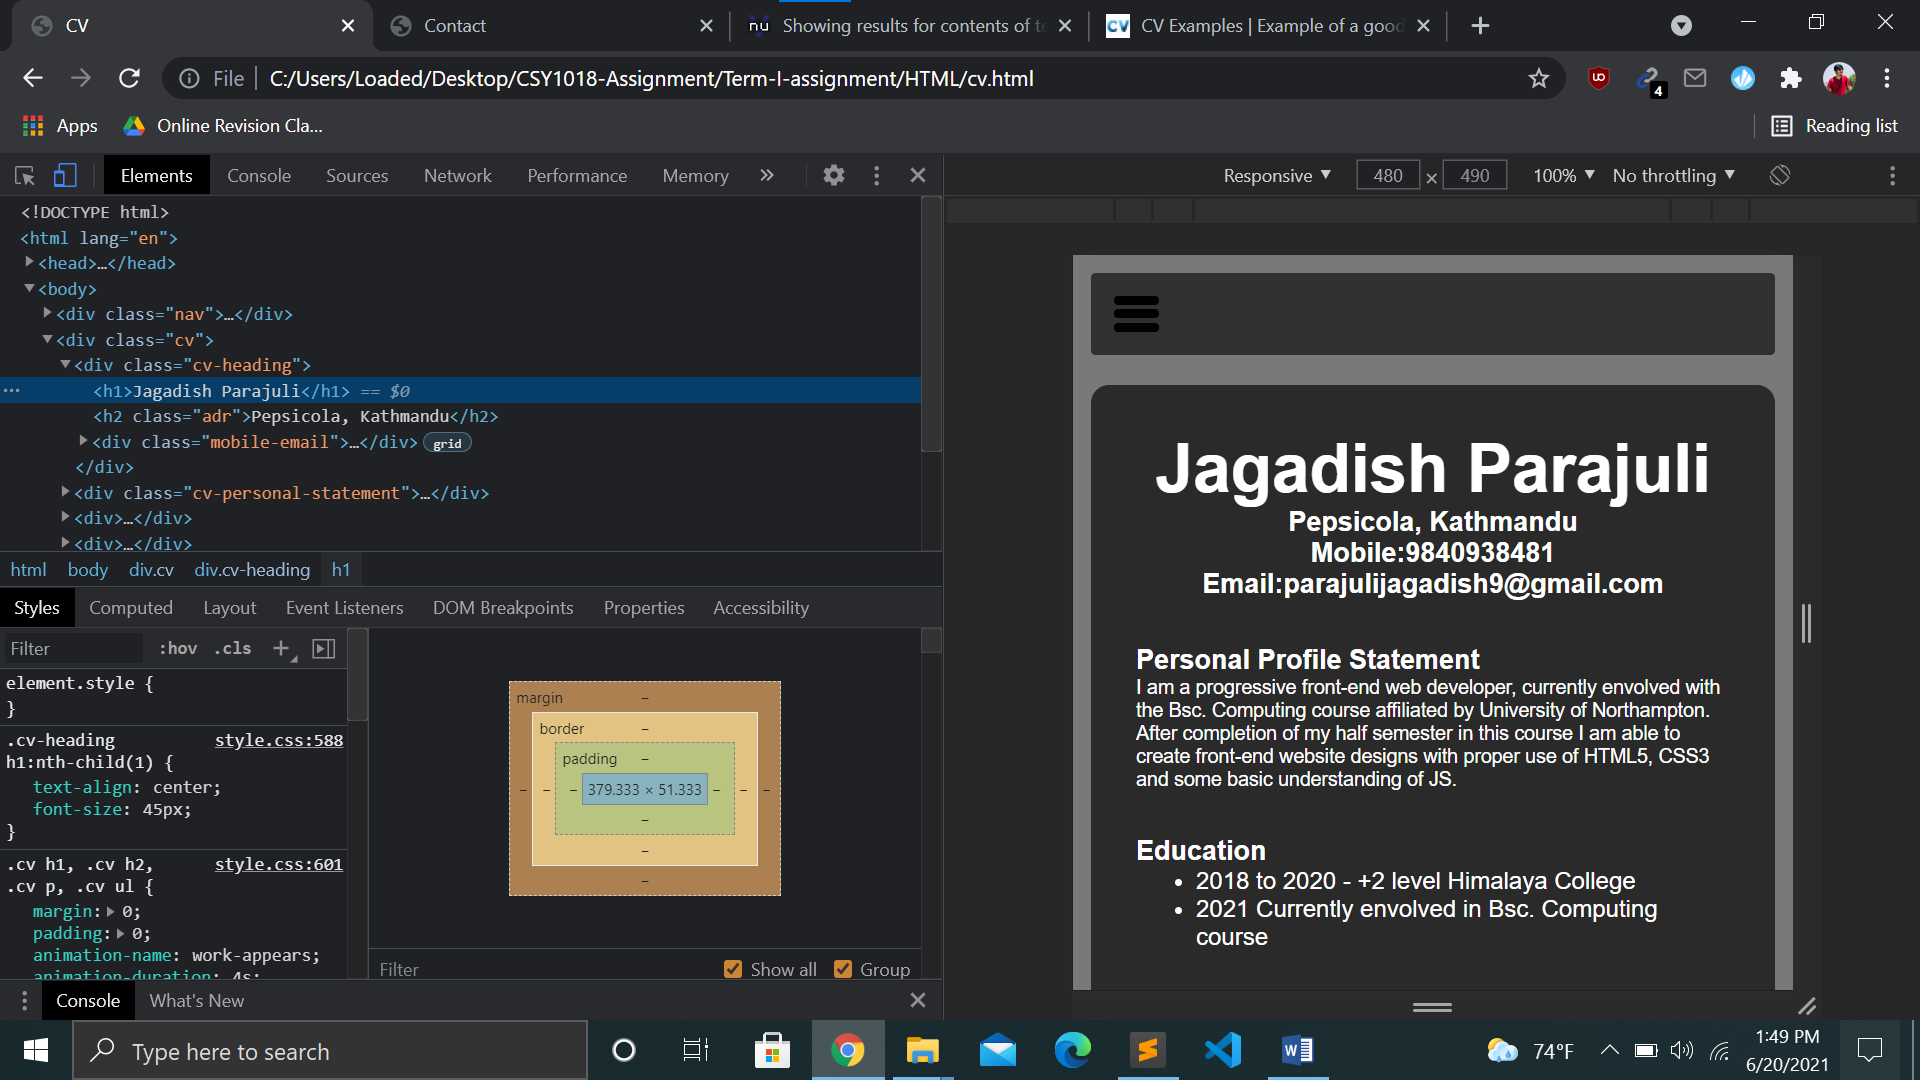 CV
Contact
Showing results for contents of te
CV Examples | Example of a good
File
C:/Users/Loaded/Desktop/CSY1018-Assignment/Term-I-assignment/HTML/cv.html
4
Apps
Online Revision Cla...
Reading list
Elements Console Sources Network Performance Memory
<!DOCTYPE html>
<html lang="en">
<head>…</head>
<body>
<div class="nav">…</div>
<div class="cv">
<div class="cv-heading">
<h1>Jagadish Parajuli</h1> == $0
<h2 class="adr">Pepsicola, Kathmandu</h2>
<div class="mobile-email">…</div> grid
</div>
<div class="cv-personal-statement">…</div>
<div>…</div>
<div>…</div>
html body div.cv div.cv-heading h1
Styles Computed Layout Event Listeners DOM Breakpoints Properties Accessibility
Filter :hov .cls +
element.style {
}
.cv-heading style.css:588
h1:nth-child(1) {
text-align: center;
font-size: 45px;
}
.cv h1, .cv h2, style.css:601
.cv p, .cv ul {
margin: 0;
padding: 0;
animation-name: work-appears;
animation-duration: 4s;
margin –
border –
padding –
– – – 379.333 × 51.333 – – –
–
–
–
Filter Show all Group
Console What's New
Responsive 480 × 490 100% No throttling
Jagadish Parajuli
Pepsicola, Kathmandu
Mobile:9840938481
Email:parajulijagadish9@gmail.com
Personal Profile Statement
I am a progressive front-end web developer, currently envolved with
the Bsc. Computing course affiliated by University of Northampton.
After completion of my half semester in this course I am able to
create front-end website designs with proper use of HTML5, CSS3
and some basic understanding of JS.
Education
• 2018 to 2020 - +2 level Himalaya College
• 2021 Currently envolved in Bsc. Computing
course
Type here to search
74°F
1:49 PM
6/20/2021